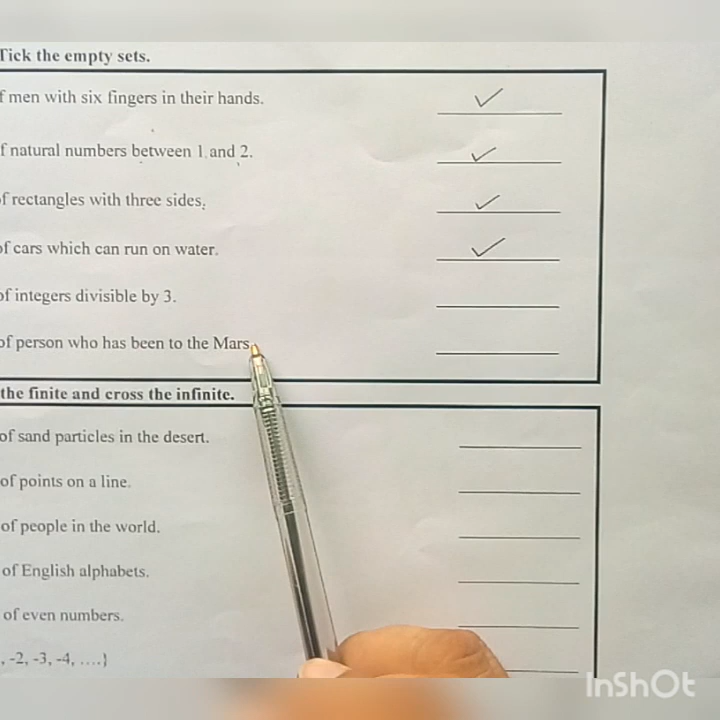 Tick the empty sets.
f men with six fingers in their hands.
f natural numbers between 1 and 2.
of rectangles with three sides.
of cars which can run on water.
of integers divisible by 3.
of person who has been to the Mars.
the finite and cross the infinite.
of sand particles in the desert.
of points on a line.
of people in the world.
of English alphabets.
of even numbers.
, -2, -3, -4, ....}
InShOt